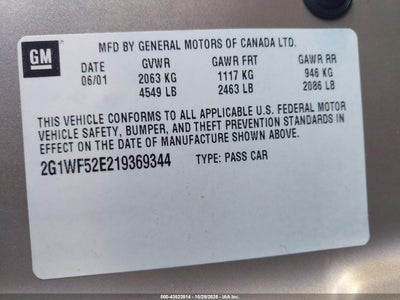 GM
MFD BY GENERAL MOTORS OF CANADA LTD.
DATE GVWR GAWR FRT GAWR RR
06/01 2063 KG 1117 KG 946 KG
4549 LB 2463 LB 2086 LB
THIS VEHICLE CONFORMS TO ALL APPLICABLE U.S. FEDERAL MOTOR
VEHICLE SAFETY, BUMPER, AND THEFT PREVENTION STANDARDS IN
EFFECT ON THE DATE OF MANUFACTURE SHOWN ABOVE.
2G1WF52E219369344 TYPE: PASS CAR
© 00-43522614 - 10/29/2025 - IAA Inc.